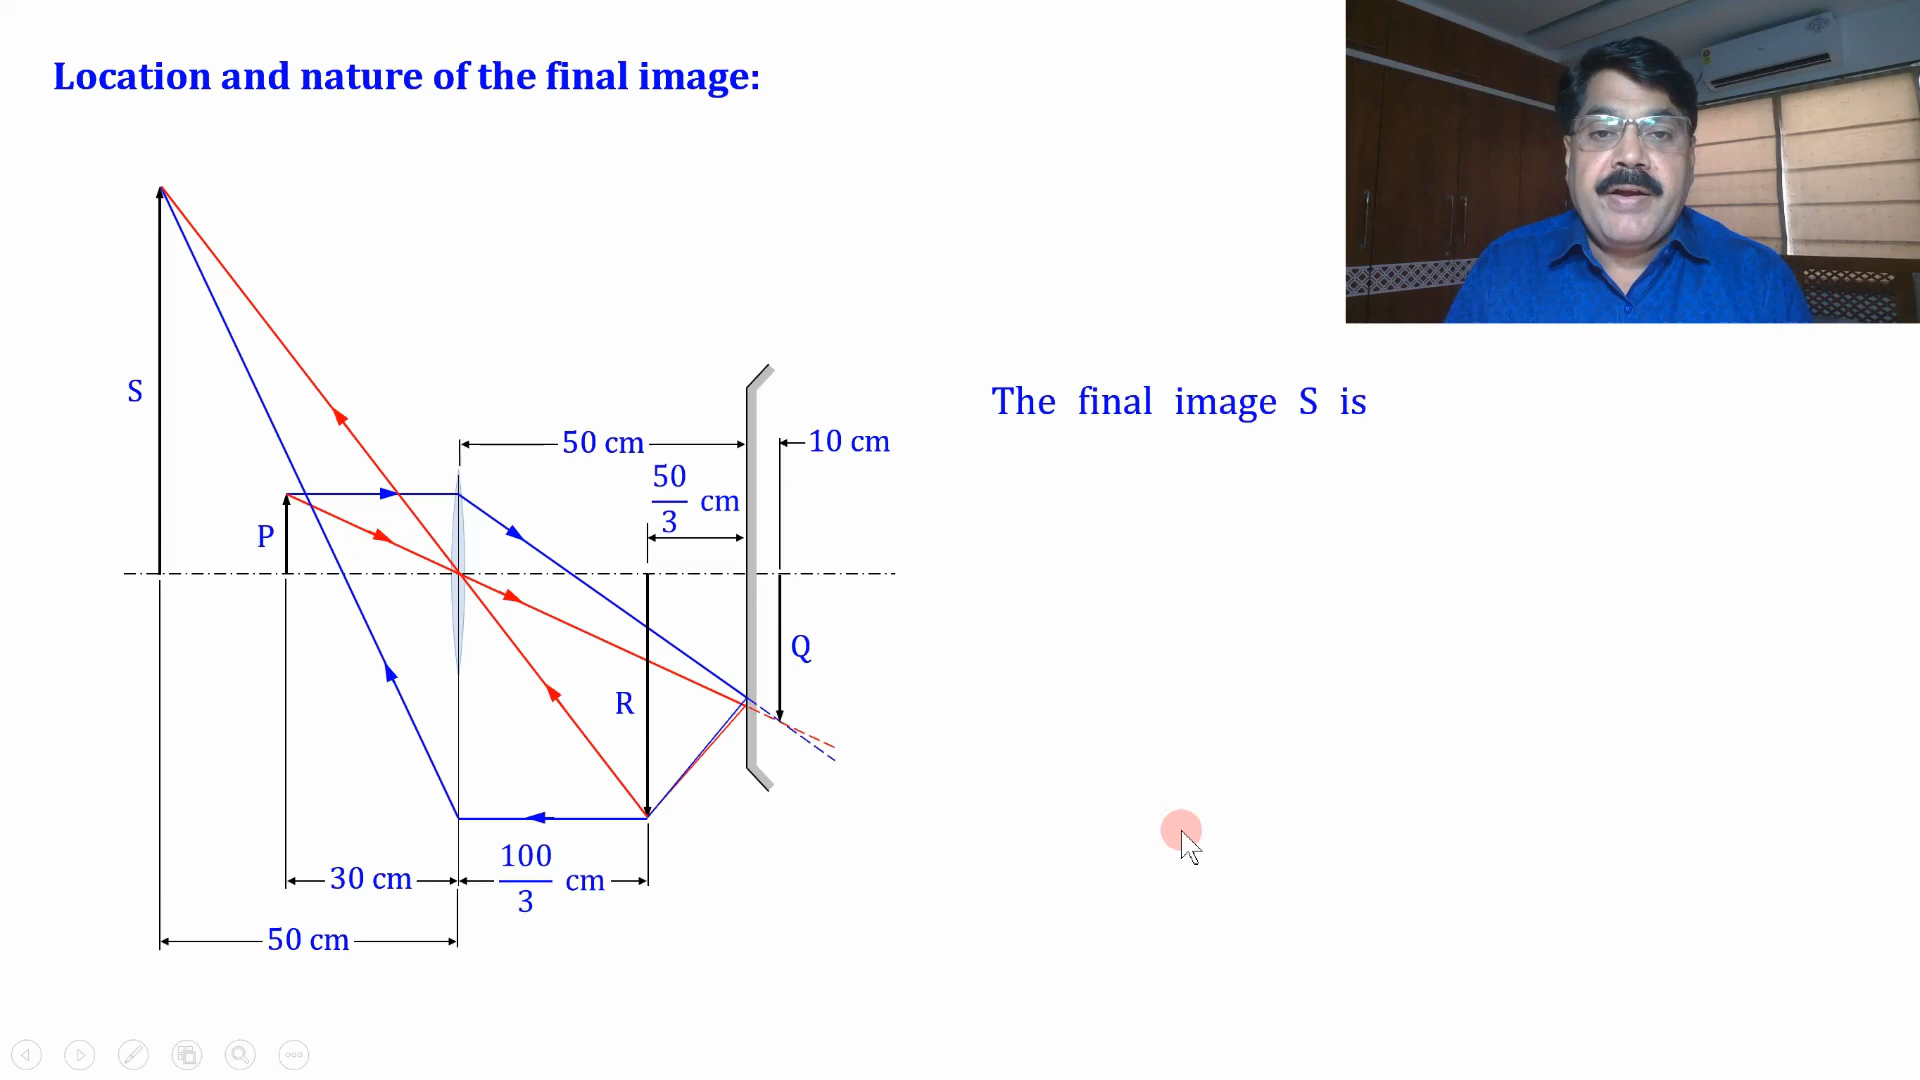 Location and nature of the final image:
S
P
50 cm
10 cm
50
3
cm
Q
R
The final image S is
30 cm
100
3
cm
50 cm